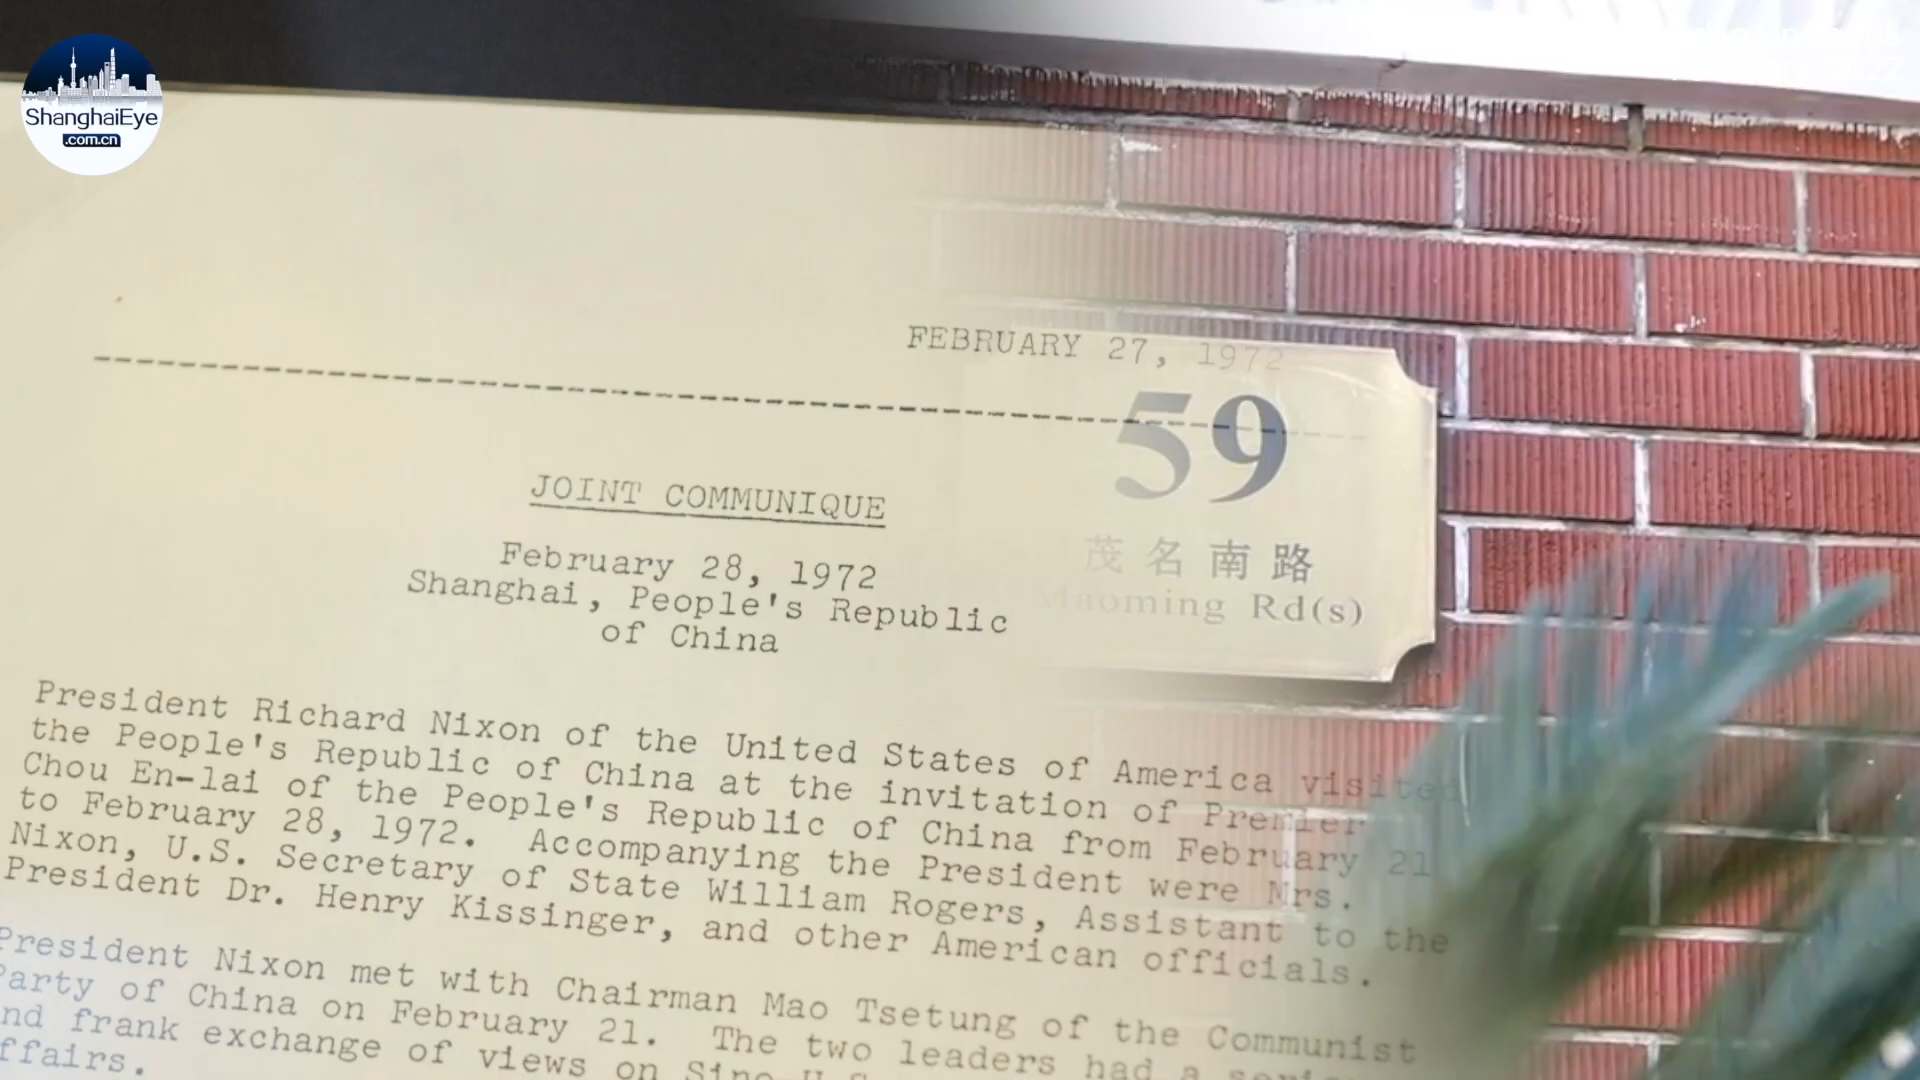 ShanghaiEye
.com.cn
FEBRUARY 27, 1972
59
茂名南路
Maoming Rd(s)
JOINT COMMUNIQUE
February 28, 1972
Shanghai, People's Republic
of China
President Richard Nixon of the United States of America visited
the People's Republic of China at the invitation of Premier
Chou En-lai of the People's Republic of China from February 21
to February 28, 1972. Accompanying the President were Mrs.
Nixon, U.S. Secretary of State William Rogers, Assistant to the
President Dr. Henry Kissinger, and other American officials.
President Nixon met with Chairman Mao Tsetung of the Communist
Party of China on February 21. The two leaders had a
nd frank exchange of views on
ffairs.